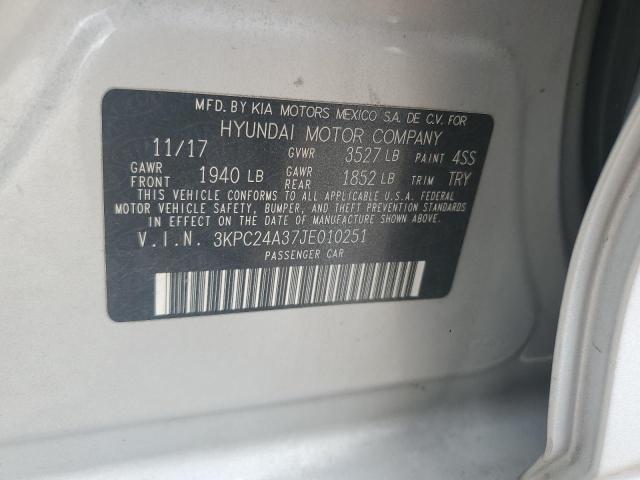 MFD. BY KIA MOTORS MEXICO S.A. DE C.V. FOR
HYUNDAI MOTOR COMPANY
11/17 GVWR 3527 LB PAINT 4SS
GAWR FRONT 1940 LB GAWR REAR 1852 LB TRIM TRY
THIS VEHICLE CONFORMS TO ALL APPLICABLE U.S.A. FEDERAL
MOTOR VEHICLE SAFETY, BUMPER, AND THEFT PREVENTION STANDARDS
IN EFFECT ON THE DATE OF MANUFACTURE SHOWN ABOVE.
V.I.N. 3KPC24A37JE010251
PASSENGER CAR